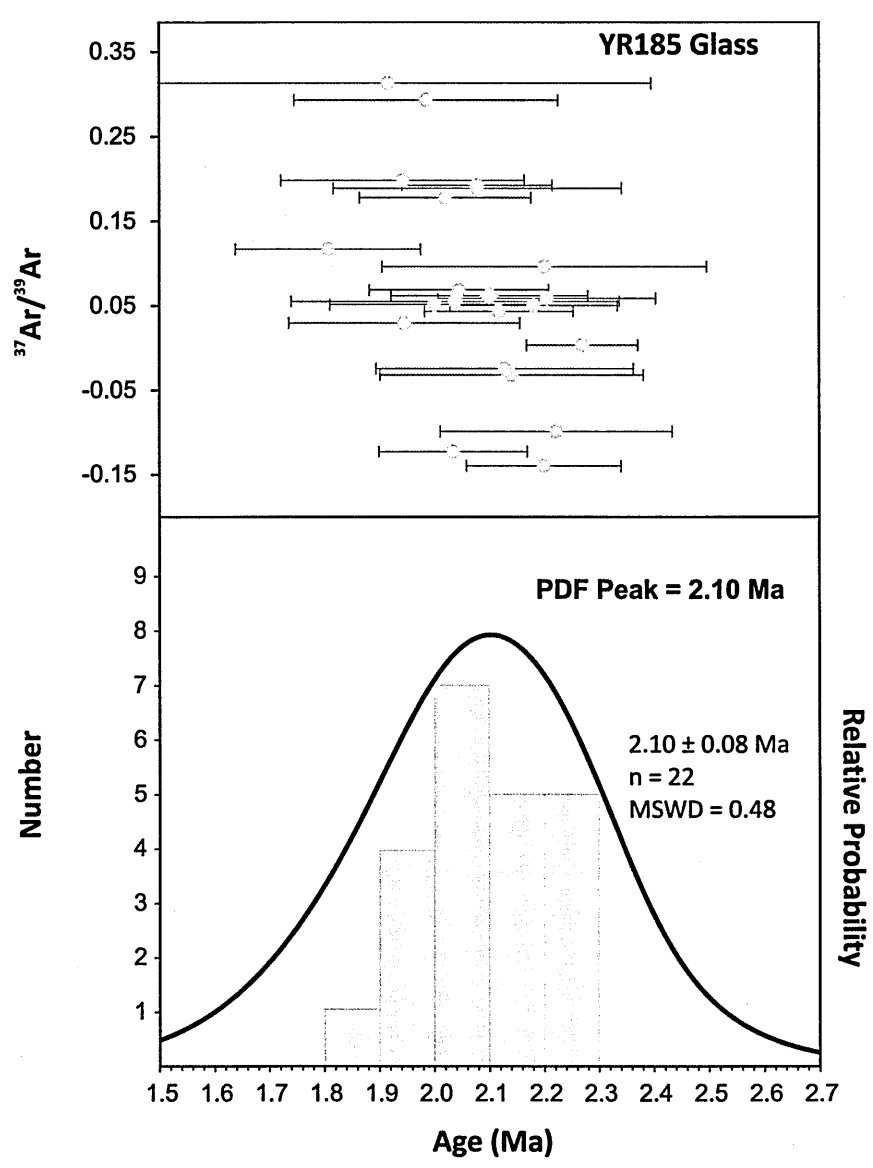 YR185 Glass
0.35
0.25
0.15
0.05
-0.05
-0.15
³⁷Ar/³⁹Ar
PDF Peak = 2.10 Ma
9
8
7
6
5
4
3
2
1
Number
2.10 ± 0.08 Ma
n = 22
MSWD = 0.48
Relative Probability
1.5 1.6 1.7 1.8 1.9 2.0 2.1 2.2 2.3 2.4 2.5 2.6 2.7
Age (Ma)